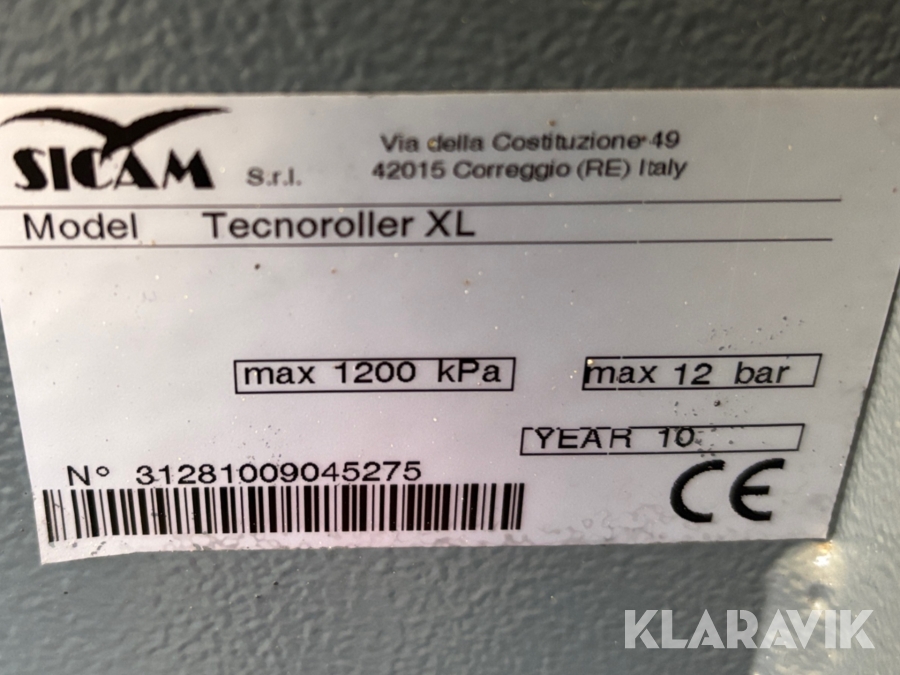 SICAM S.r.l.
Via della Costituzione 49
42015 Correggio (RE) Italy
Model Tecnoroller XL
max 1200 kPa
max 12 bar
YEAR 10
N° 31281009045275
CE
KLARAVIK